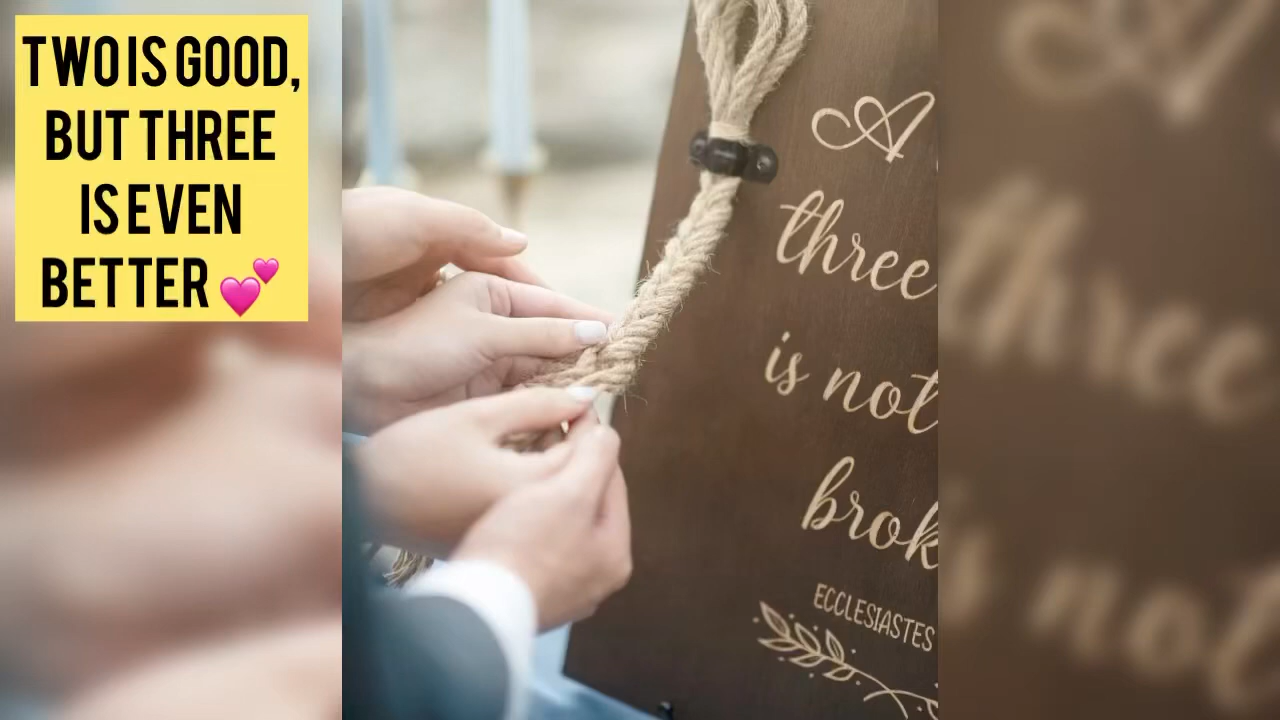 TWO IS GOOD,
BUT THREE
IS EVEN
BETTER 💕
A
three
is not
brok
ECCLESIASTES